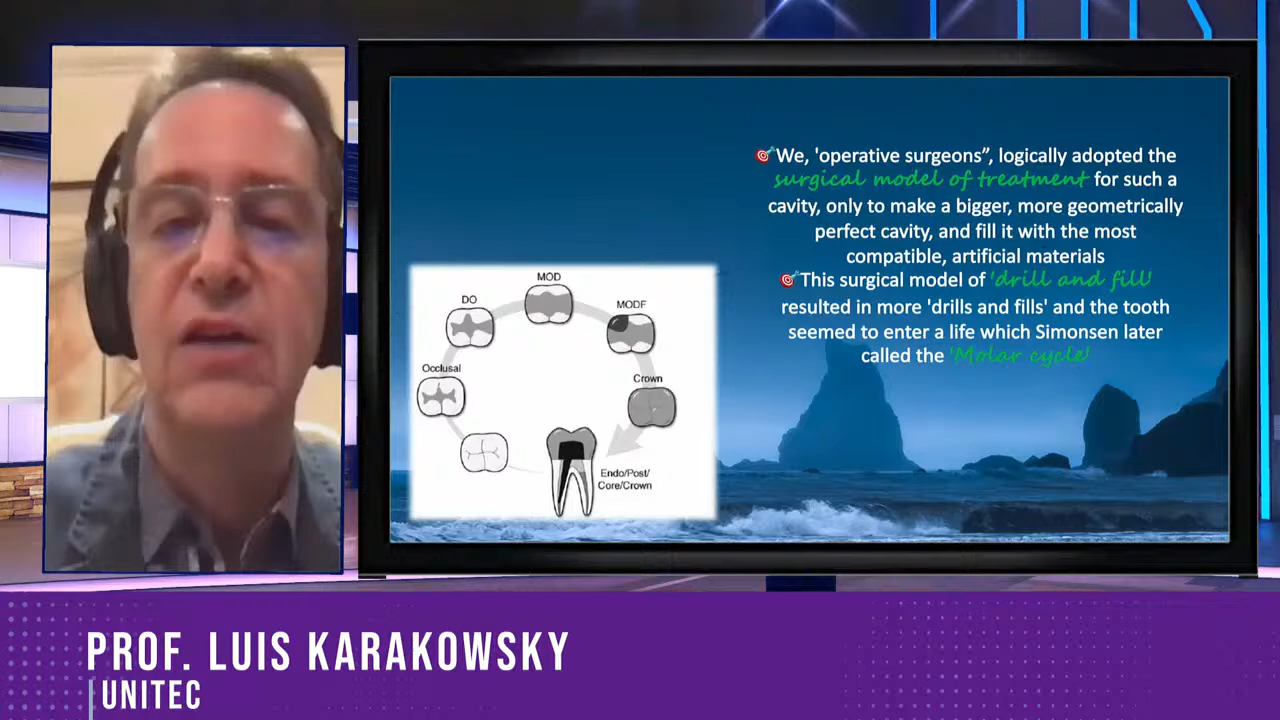 We, 'operative surgeons”, logically adopted the
surgical model of treatment for such a
cavity, only to make a bigger, more geometrically
perfect cavity, and fill it with the most
compatible, artificial materials
This surgical model of 'drill and fill'
resulted in more 'drills and fills' and the tooth
seemed to enter a life which Simonsen later
called the 'Molar cycle'
MOD
DO
MODF
Occlusal
Crown
Endo/Post/
Core/Crown
PROF. LUIS KARAKOWSKY
UNITEC